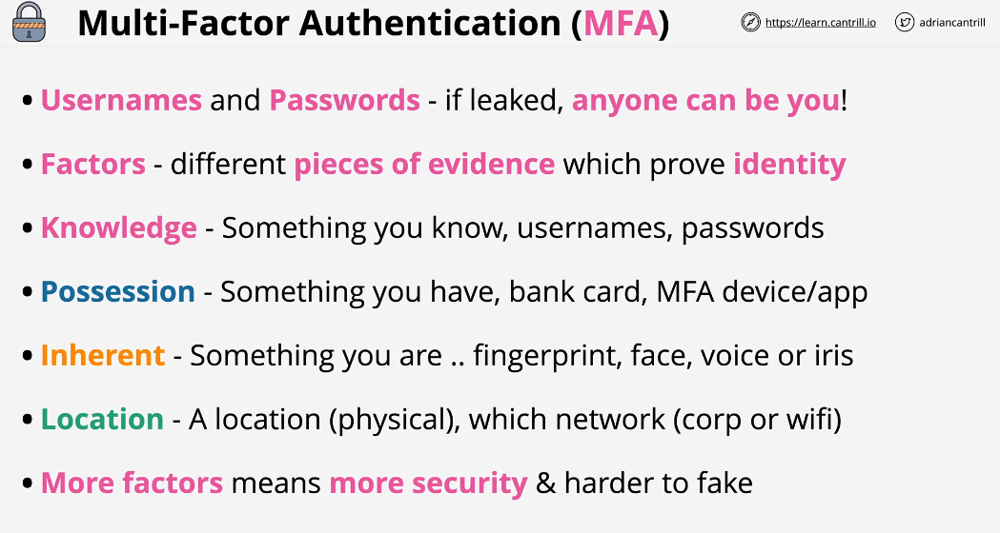 Multi-Factor Authentication (MFA)
https://learn.cantrill.io
adriancantrill
• Usernames and Passwords - if leaked, anyone can be you!
• Factors - different pieces of evidence which prove identity
• Knowledge - Something you know, usernames, passwords
• Possession - Something you have, bank card, MFA device/app
• Inherent - Something you are .. fingerprint, face, voice or iris
• Location - A location (physical), which network (corp or wifi)
• More factors means more security & harder to fake